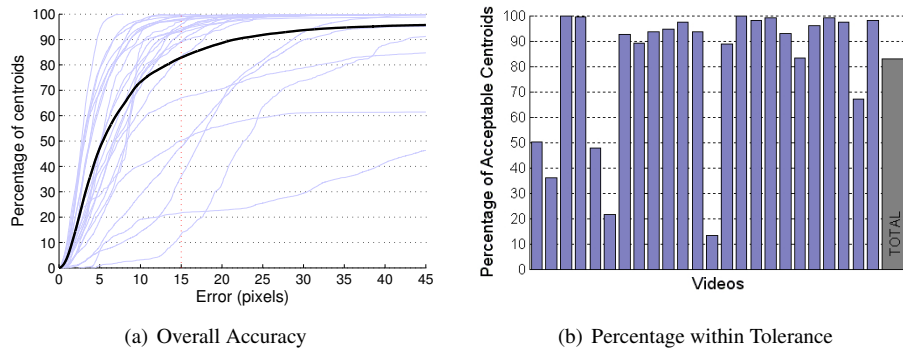 Percentage of centroids
100
90
80
70
60
50
40
30
20
10
0
0 5 10 15 20 25 30 35 40 45
Error (pixels)
(a) Overall Accuracy
Percentage of Acceptable Centroids
100
90
80
70
60
50
40
30
20
10
0
TOTAL
Videos
(b) Percentage within Tolerance